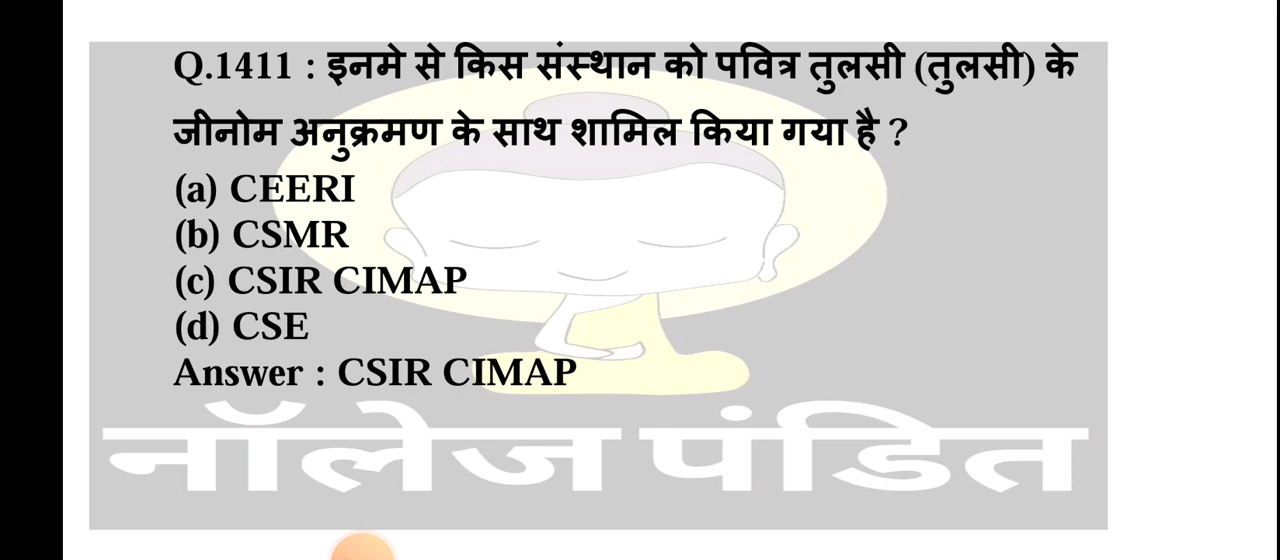 Q.1411 : इनमे से किस संस्थान को पवित्र तुलसी (तुलसी) के
जीनोम अनुक्रमण के साथ शामिल किया गया है ?
(a) CEERI
(b) CSMR
(c) CSIR CIMAP
(d) CSE
Answer : CSIR CIMAP
नॉलेज पंडित